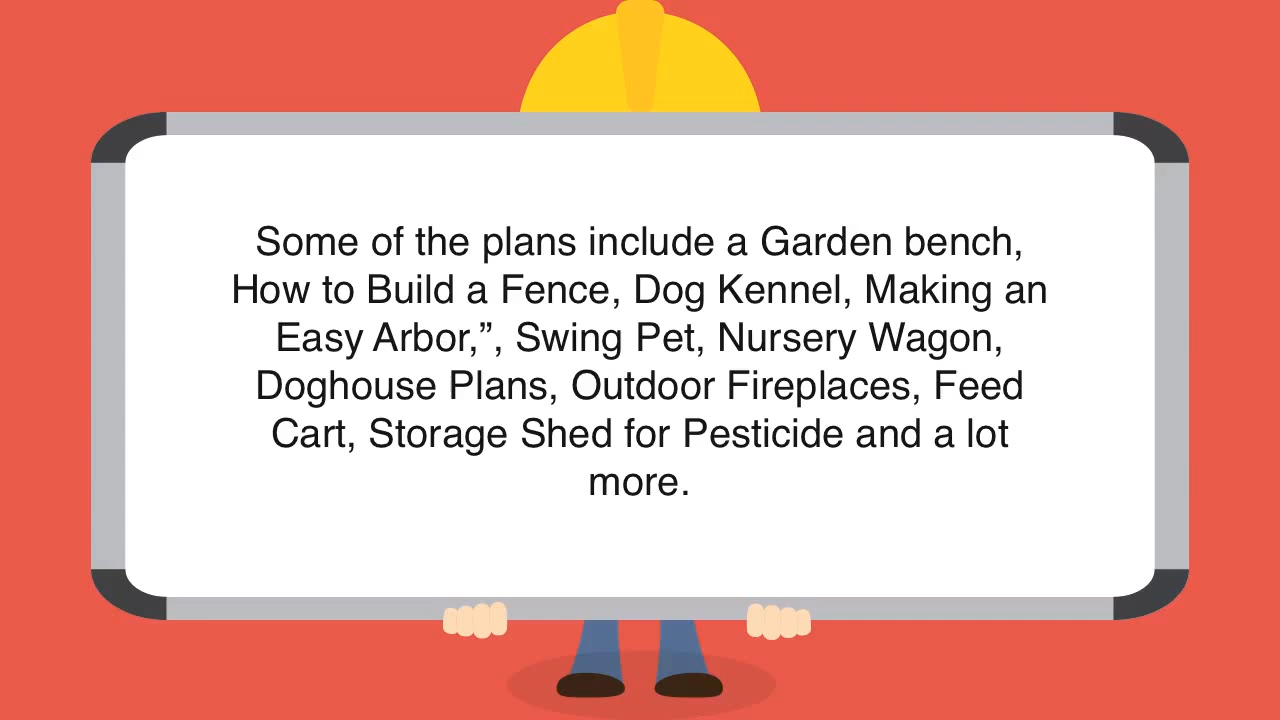 Some of the plans include a Garden bench,
How to Build a Fence, Dog Kennel, Making an
Easy Arbor,”, Swing Pet, Nursery Wagon,
Doghouse Plans, Outdoor Fireplaces, Feed
Cart, Storage Shed for Pesticide and a lot
more.